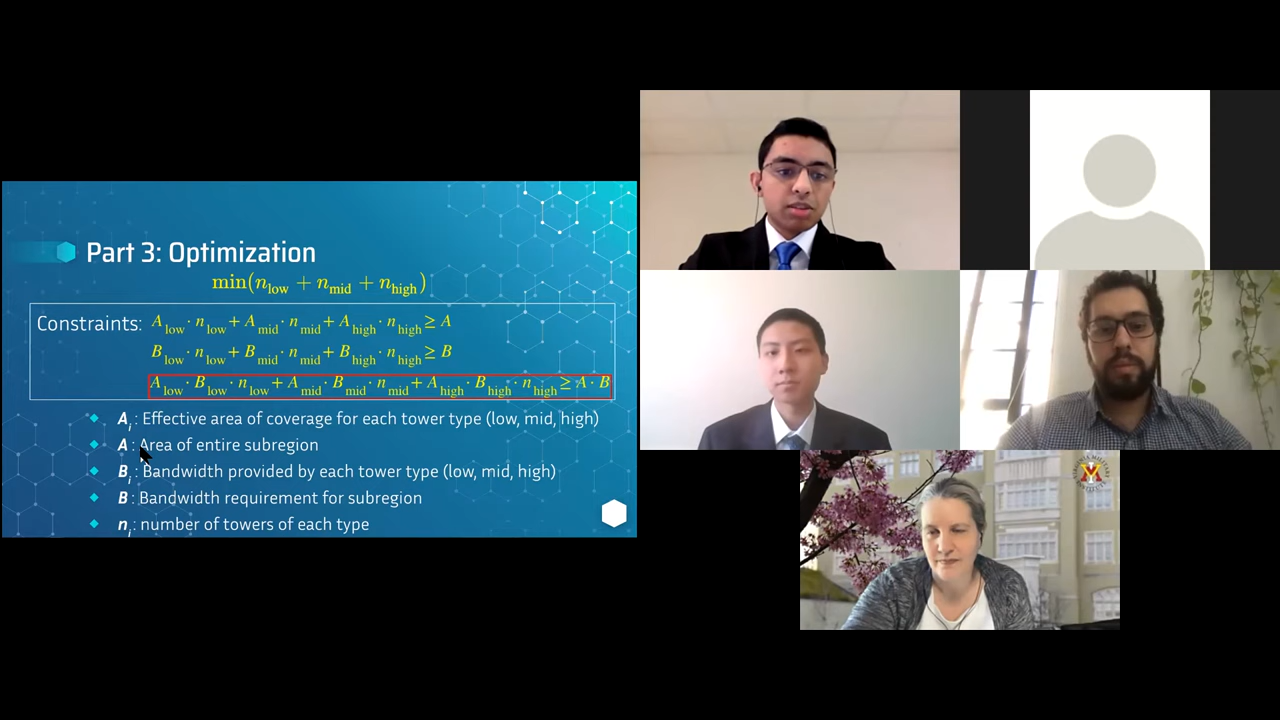 Part 3: Optimization
min(n_low + n_mid + n_high)
Constraints: A_low · n_low + A_mid · n_mid + A_high · n_high ≥ A
B_low · n_low + B_mid · n_mid + B_high · n_high ≥ B
A_low · B_low · n_low + A_mid · B_mid · n_mid + A_high · B_high · n_high ≥ A · B
A_i : Effective area of coverage for each tower type (low, mid, high)
A : Area of entire subregion
B_i : Bandwidth provided by each tower type (low, mid, high)
B : Bandwidth requirement for subregion
n_i : number of towers of each type